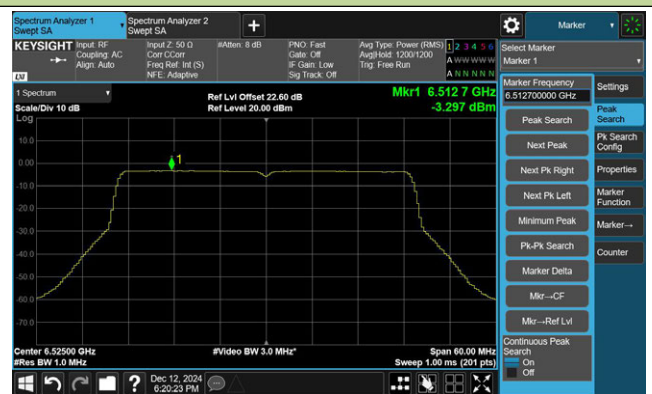 Spectrum Analyzer 1
Swept SA
Spectrum Analyzer 2
Swept SA
+
Marker
KEYSIGHT
LV
Input: RF
Coupling: AC
Align: Auto
Input Z: 50 Ω
Corr CCorr
Freq Ref: Int (S)
NFE: Adaptive
#Atten: 8 dB
PNO: Fast
Gate: Off
IF Gain: Low
Sig Track: Off
Avg Type: Power (RMS)
Avg|Hold: 1200/1200
Trig: Free Run
1 2 3 4 5 6
A W W W W W
A N N N N N
Select Marker
Marker 1
1 Spectrum
Scale/Div 10 dB
Log
Ref Lvl Offset 22.60 dB
Ref Level 20.00 dBm
Mkr1 6.512 7 GHz
-3.297 dBm
10.0
0.00
-10.0
-20.0
-30.0
-40.0
-50.0
-60.0
-70.0
1
Center 6.52500 GHz
#Res BW 1.0 MHz
#Video BW 3.0 MHz*
Span 60.00 MHz
Sweep 1.00 ms (201 pts)
Marker Frequency
6.512700000 GHz
Peak Search
Next Peak
Next Pk Right
Next Pk Left
Minimum Peak
Pk-Pk Search
Marker Delta
Mkr→CF
Mkr→Ref Lvl
Continuous Peak
Search
On
Off
Settings
Peak
Search
Pk Search
Config
Properties
Marker
Function
Marker→
Counter
?
Dec 12, 2024
6:20:23 PM